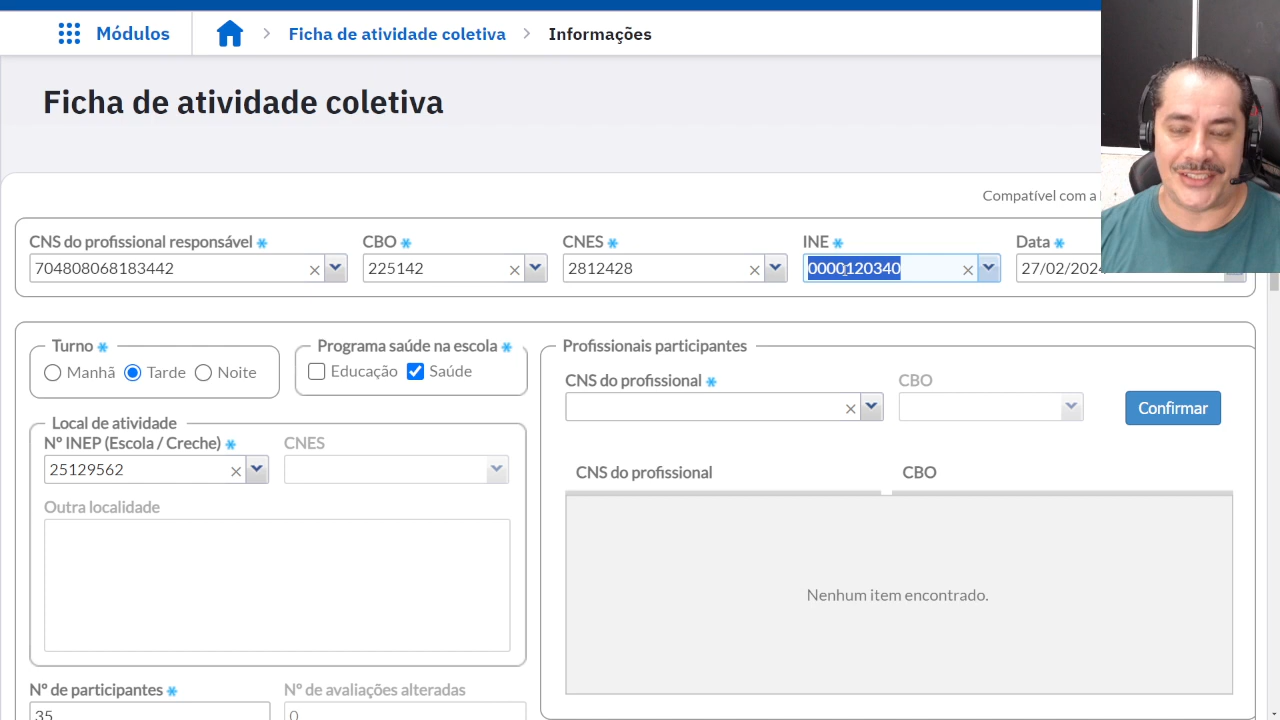 Módulos
Ficha de atividade coletiva
Informações
Ficha de atividade coletiva
Compatível com a
CNS do profissional responsável *
CBO *
CNES *
INE *
Data *
704808068183442
225142
2812428
0000120340
27/02/2024
Turno *
Programa saúde na escola *
Profissionais participantes
Manhã
Tarde
Noite
Educação
Saúde
CNS do profissional *
CBO
Confirmar
Local de atividade
Nº INEP (Escola / Creche) *
CNES
25129562
CNS do profissional
CBO
Outra localidade
Nenhum item encontrado.
Nº de participantes *
Nº de avaliações alteradas
35
0